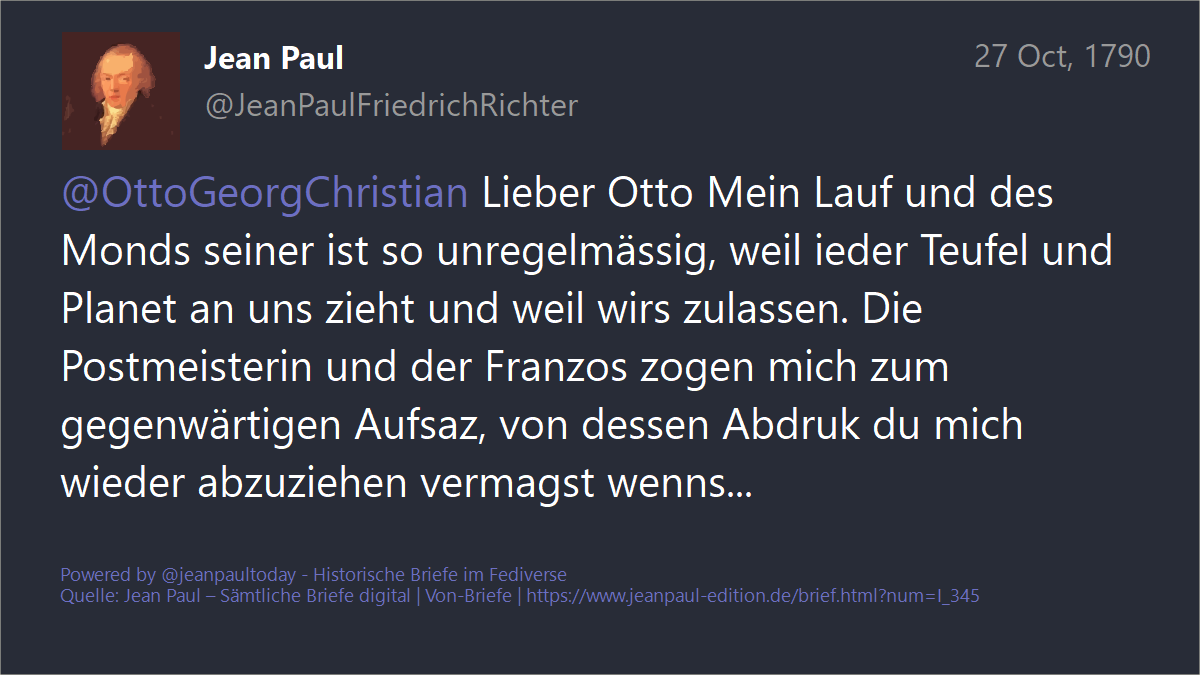 Jean Paul
27 Oct, 1790
@JeanPaulFriedrichRichter
@OttoGeorgChristian Lieber Otto Mein Lauf und des
Monds seiner ist so unregelmässig, weil ieder Teufel und
Planet an uns zieht und weil wirs zulassen. Die
Postmeisterin und der Franzos zogen mich zum
gegenwärtigen Aufsaz, von dessen Abdruk du mich
wieder abzuziehen vermagst wenns...
Powered by @jeanpaultoday - Historische Briefe im Fediverse
Quelle: Jean Paul – Sämtliche Briefe digital | Von-Briefe | https://www.jeanpaul-edition.de/brief.html?num=I_345